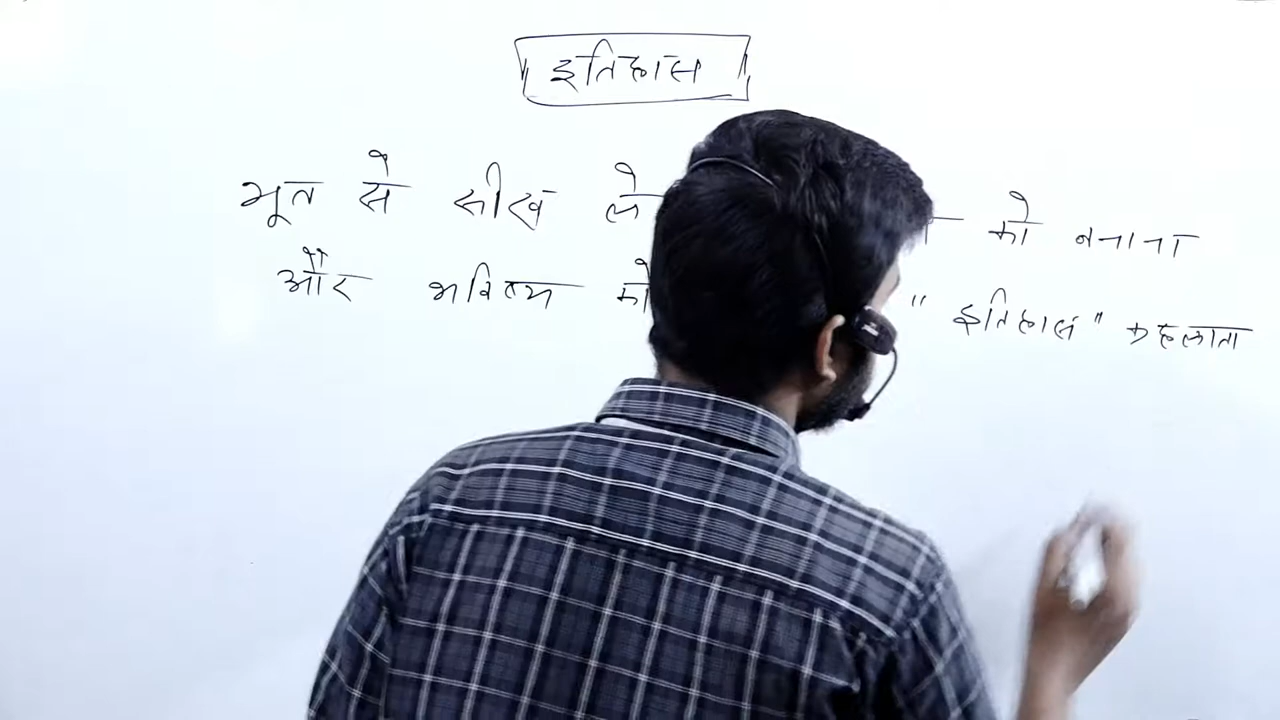 इतिहास
भूत से सीख ले को बनाना
और भविष्य को " इतिहास " कहलाता